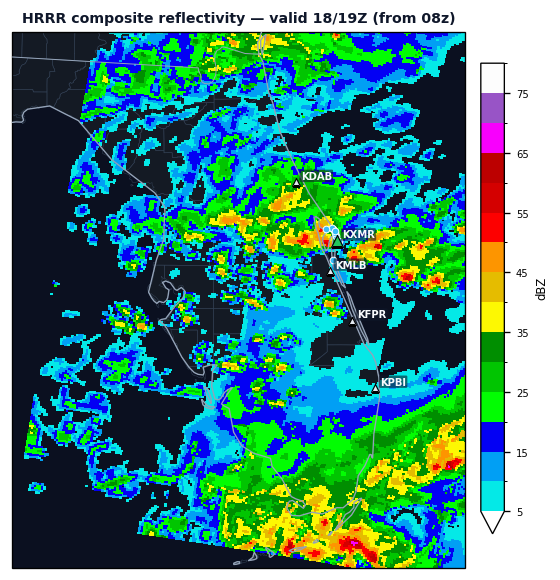 HRRR composite reflectivity — valid 18/19Z (from 08z)
KDAB
KXMR
KMLB
KFPR
KPBI
75
65
55
45
35
25
15
5
dBZ